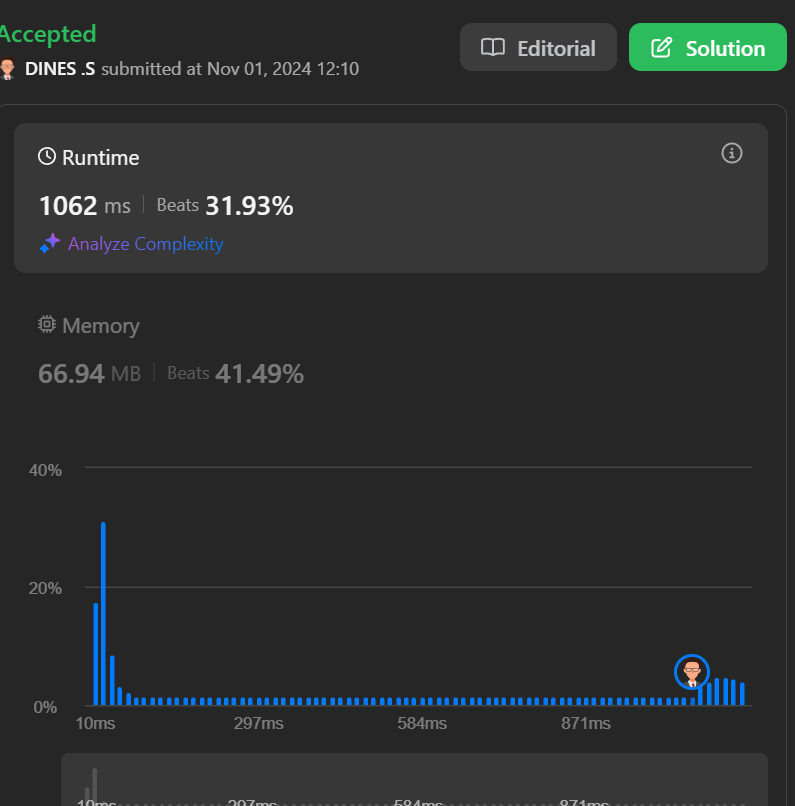 Accepted
Editorial
Solution
DINES .S submitted at Nov 01, 2024 12:10
Runtime
1062 ms
Beats 31.93%
Analyze Complexity
Memory
66.94 MB
Beats 41.49%
40%
20%
0%
10ms
297ms
584ms
871ms
10ms
297ms
584ms
871ms